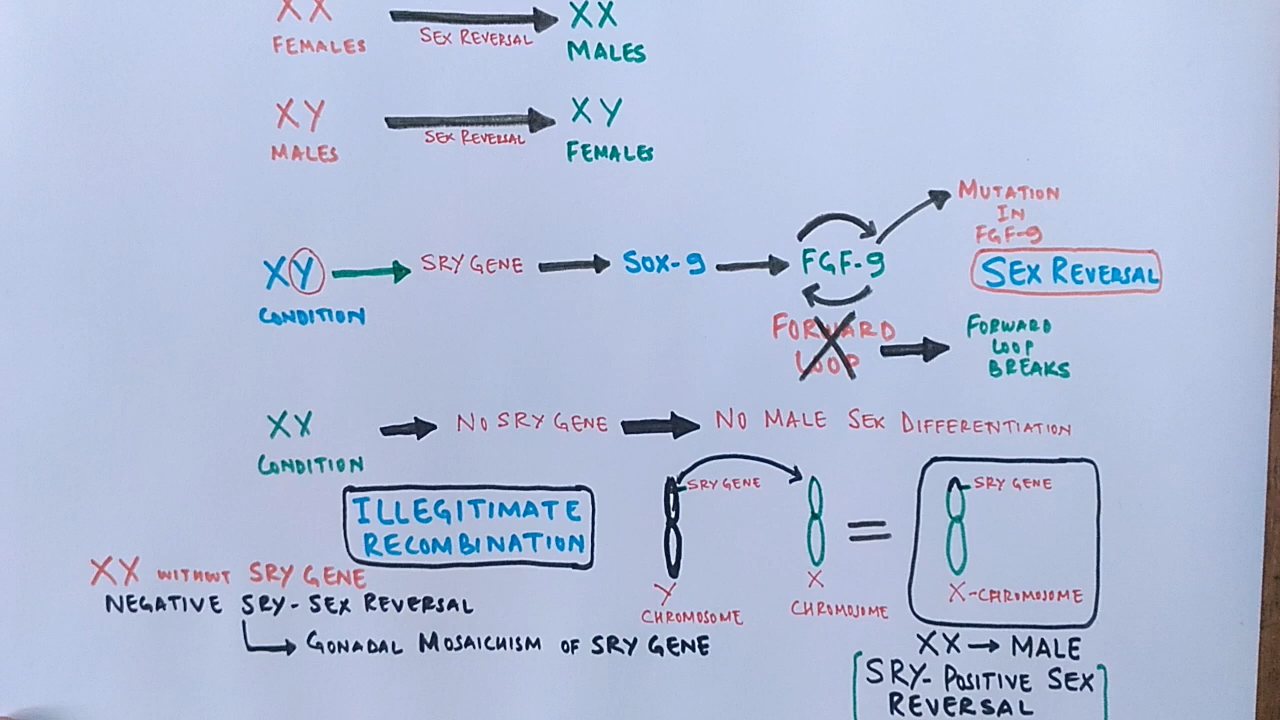 XX → XX
FEMALES SEX REVERSAL MALES
XY → XY
MALES SEX REVERSAL FEMALES
MUTATION
IN
FGF-9
XY → SRY GENE → SOX-9 → FGF-9
SEX REVERSAL
CONDITION
FORWARD
LOOP
FORWARD
LOOP
BREAKS
XY → NO SRY GENE → NO MALE SEX DIFFERENTIATION
CONDITION
ILLEGITIMATE
RECOMBINATION
SRY GENE
Y
CHROMOSOME
X
CHROMOSOME
=
SRY GENE
X-CHROMOSOME
XX → MALE
[SRY-POSITIVE SEX
REVERSAL]
XX WITHOUT SRY GENE
NEGATIVE SRY-SEX REVERSAL
→ GONADAL MOSAICHISM OF SRY GENE